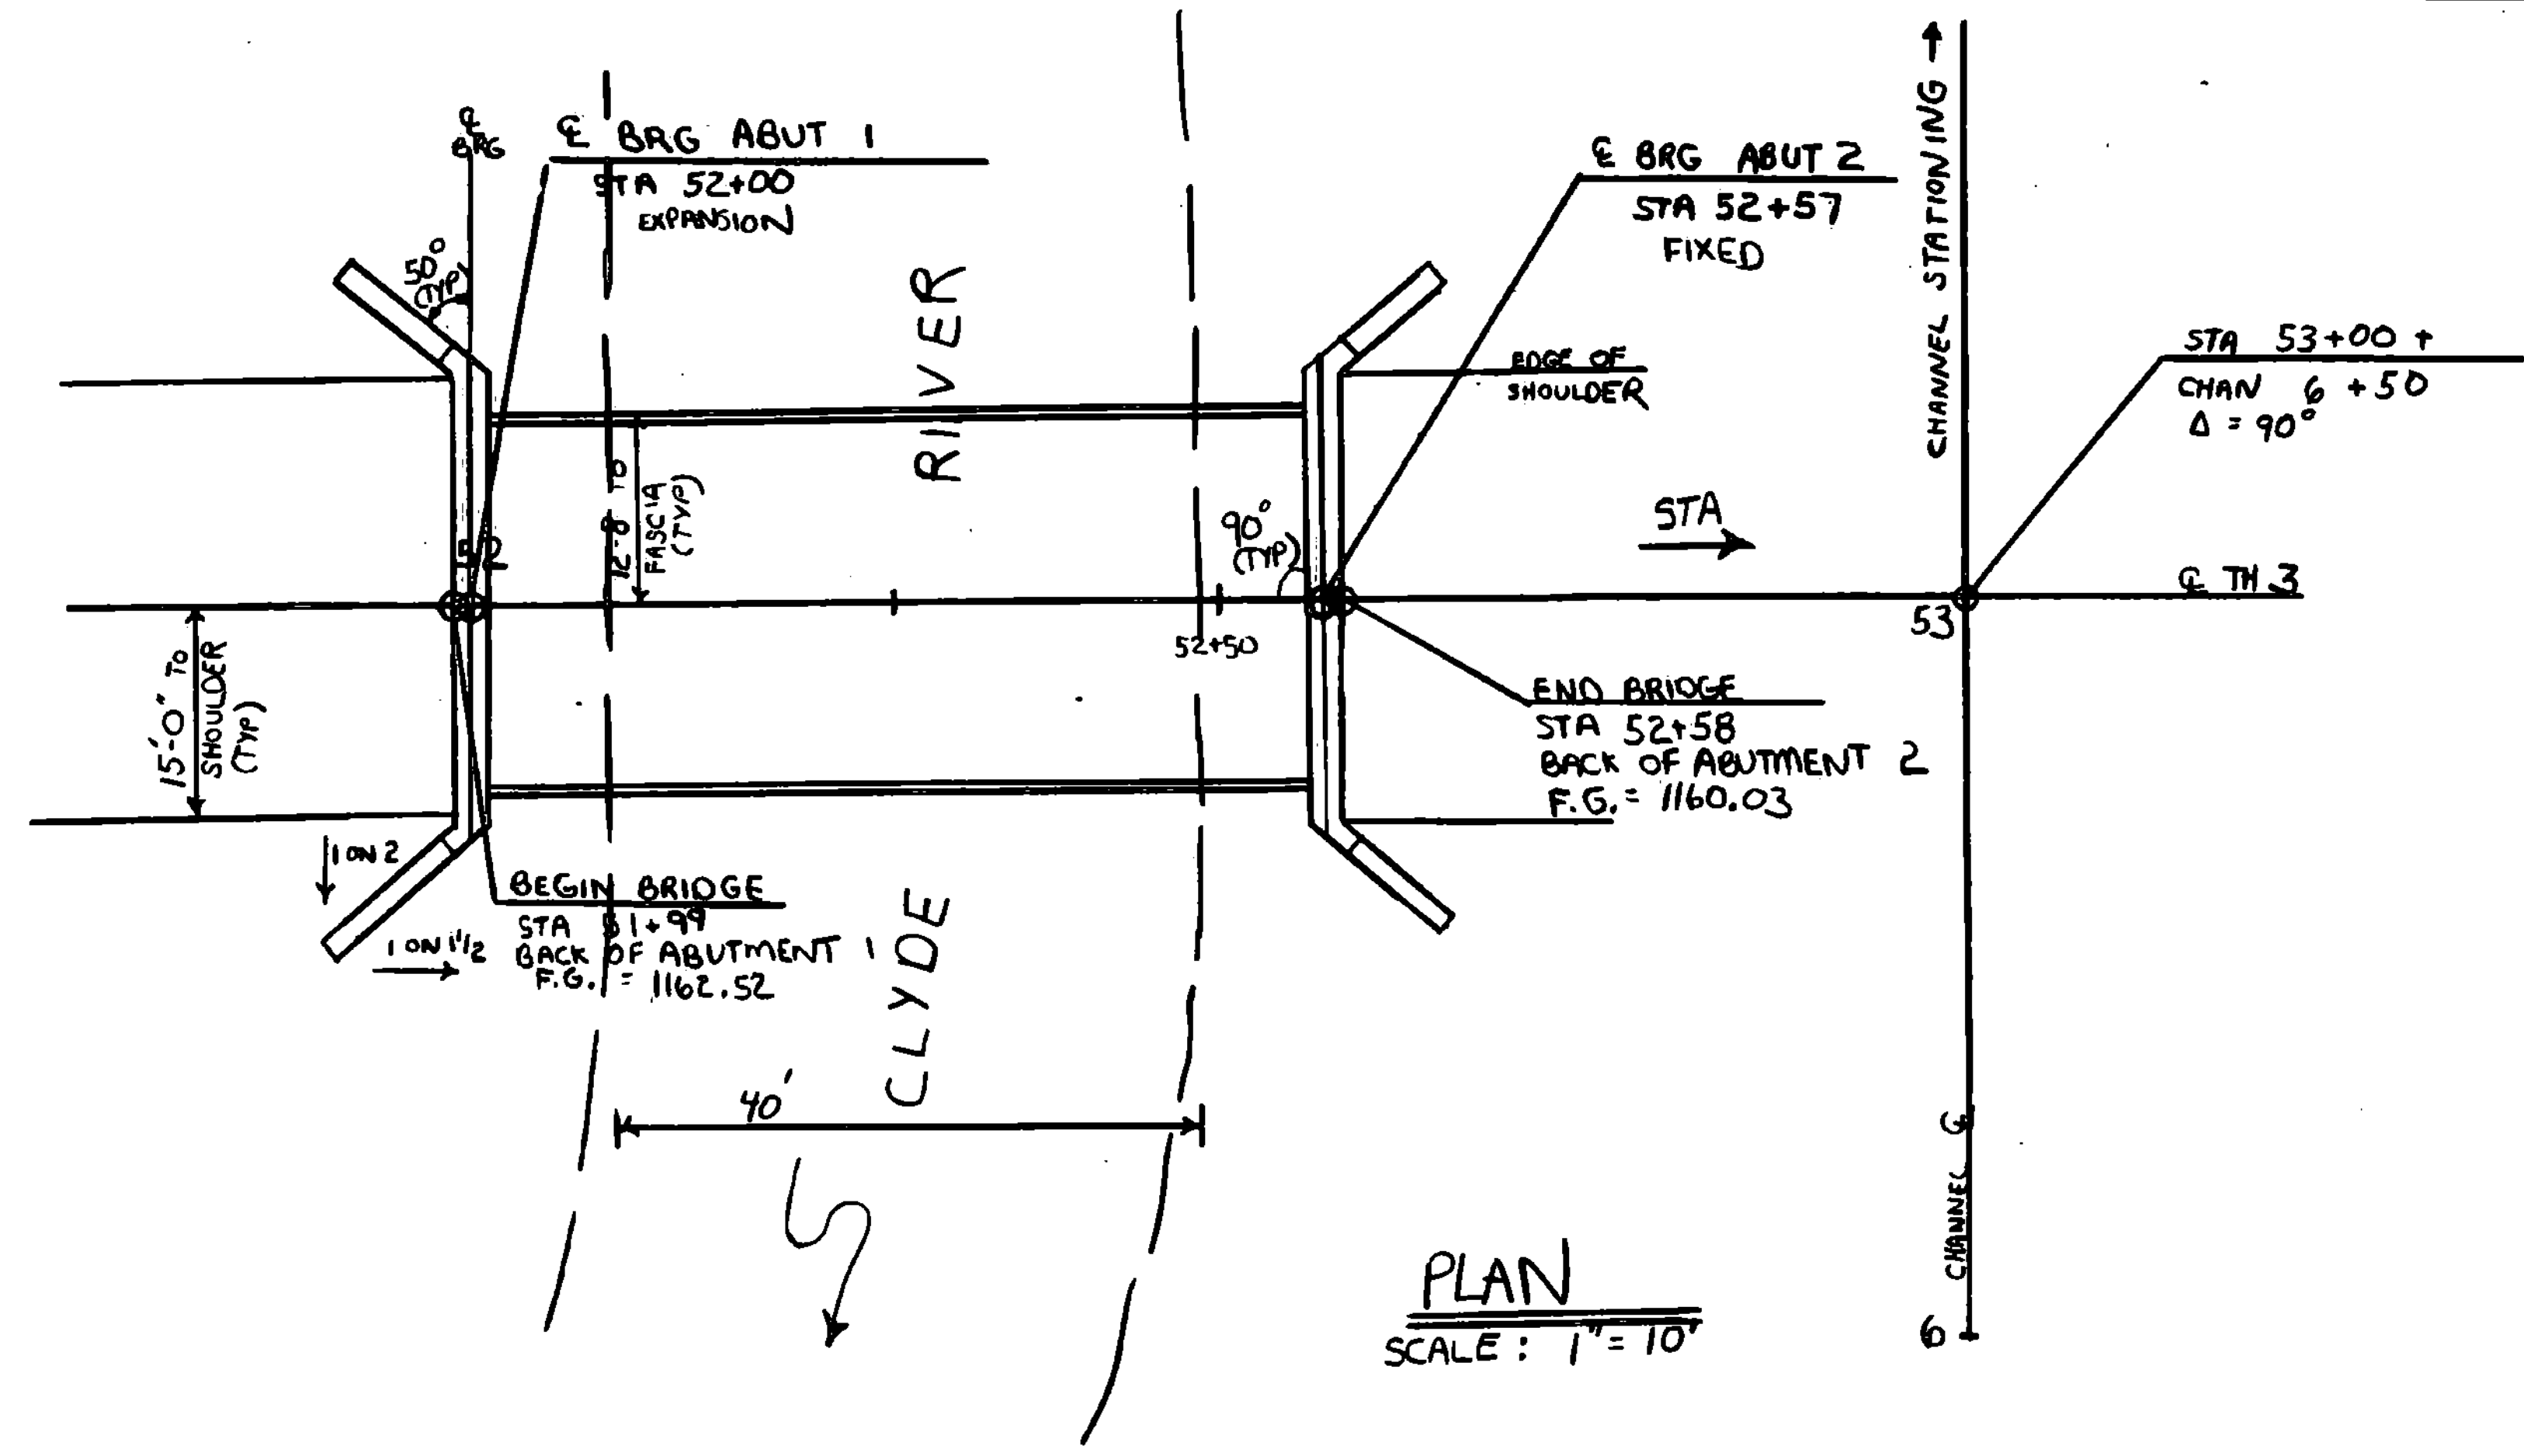 ℄
BRG
℄ BRG ABUT 1
STA 52+00
EXPANSION
50°
(TYP)
℄ BRG ABUT 2
STA 52+57
FIXED
CHANNEL STATIONING
STA 53+00 +
CHAN 6 +50
Δ = 90°
RIVER
EDGE OF
SHOULDER
12-8 TO
FASCIA
(TYP)
90°
(TYP)
STA
52
52+50
53
℄ TH 3
15'-0" TO
SHOULDER
(TYP)
END BRIDGE
STA 52+58
BACK OF ABUTMENT 2
F.G. = 1160.03
1 ON 2
1 ON 1 1/2
BEGIN BRIDGE
STA 51+99
BACK OF ABUTMENT 1
F.G. = 1162.52
CLYDE
40'
CHANNEL ℄
6
PLAN
SCALE : 1" = 10'